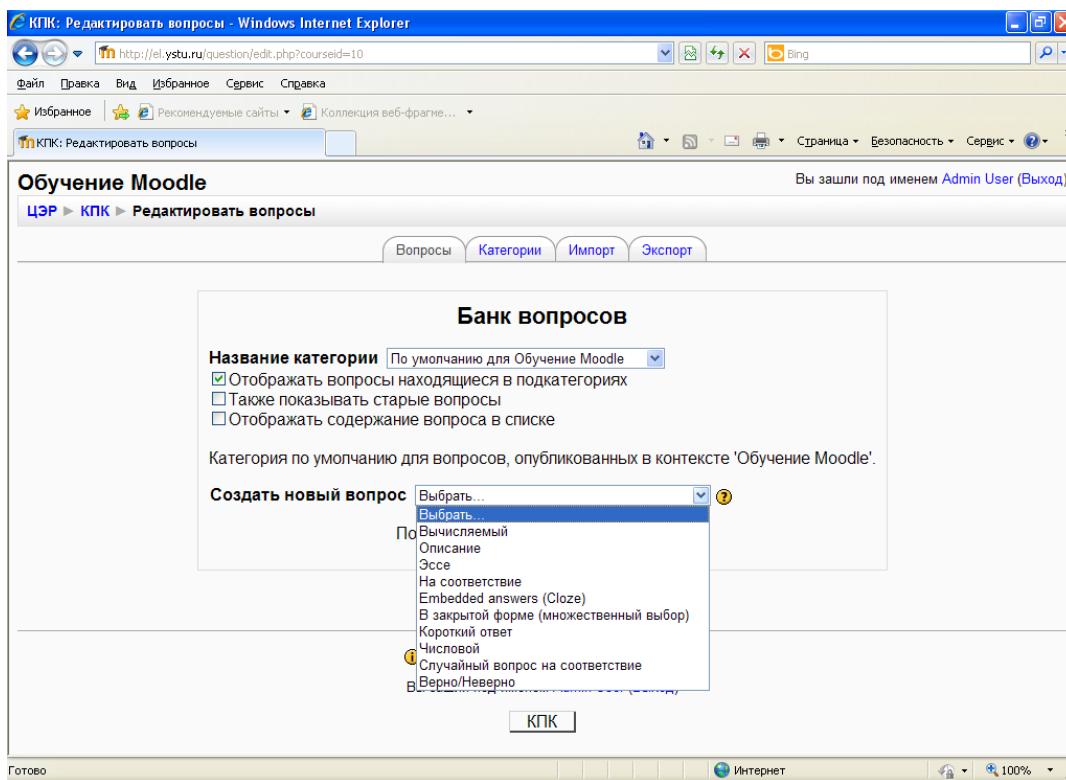 КПК: Редактировать вопросы - Windows Internet Explorer
http://el.ystu.ru/question/edit.php?courseid=10
Bing
Файл Правка Вид Избранное Сервис Справка
Избранное Рекомендуемые сайты Коллекция веб-фрагме...
КПК: Редактировать вопросы Страница Безопасность Сервис
Обучение Moodle Вы зашли под именем Admin User (Выход)
ЦЭР ► КПК ► Редактировать вопросы
Вопросы Категории Импорт Экспорт
Банк вопросов
Название категории По умолчанию для Обучение Moodle
Отображать вопросы находящиеся в подкатегориях
Также показывать старые вопросы
Отображать содержание вопроса в списке
Категория по умолчанию для вопросов, опубликованных в контексте 'Обучение Moodle'.
Создать новый вопрос Выбрать...
Выбрать...
Вычисляемый
Описание
Эссе
На соответствие
Embedded answers (Cloze)
В закрытой форме (множественный выбор)
Короткий ответ
Числовой
Случайный вопрос на соответствие
Верно/Неверно
КПК
Готово Интернет 100%